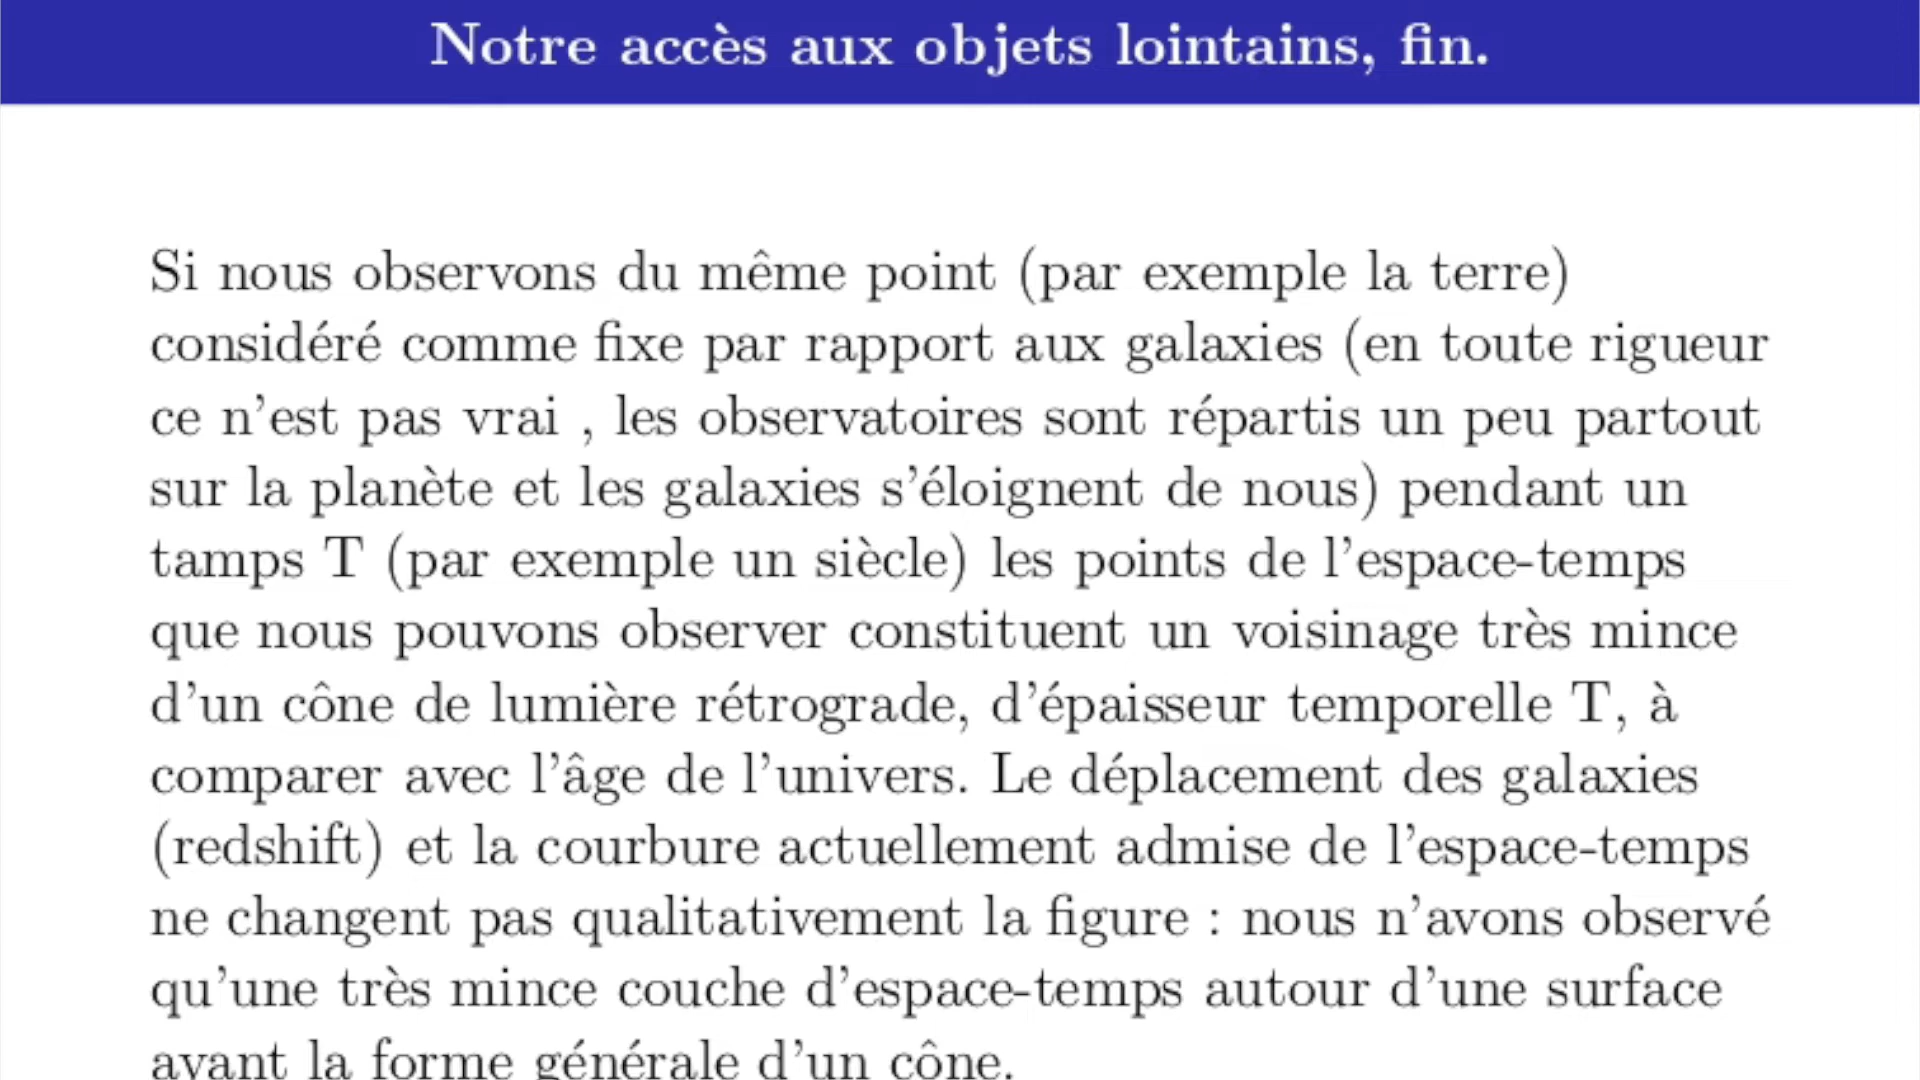 Notre accès aux objets lointains, fin.
Si nous observons du même point (par exemple la terre)
considéré comme fixe par rapport aux galaxies (en toute rigueur
ce n'est pas vrai , les observatoires sont répartis un peu partout
sur la planète et les galaxies s'éloignent de nous) pendant un
tamps T (par exemple un siècle) les points de l'espace-temps
que nous pouvons observer constituent un voisinage très mince
d'un cône de lumière rétrograde, d'épaisseur temporelle T, à
comparer avec l'âge de l'univers. Le déplacement des galaxies
(redshift) et la courbure actuellement admise de l'espace-temps
ne changent pas qualitativement la figure : nous n'avons observé
qu'une très mince couche d'espace-temps autour d'une surface
ayant la forme générale d'un cône.